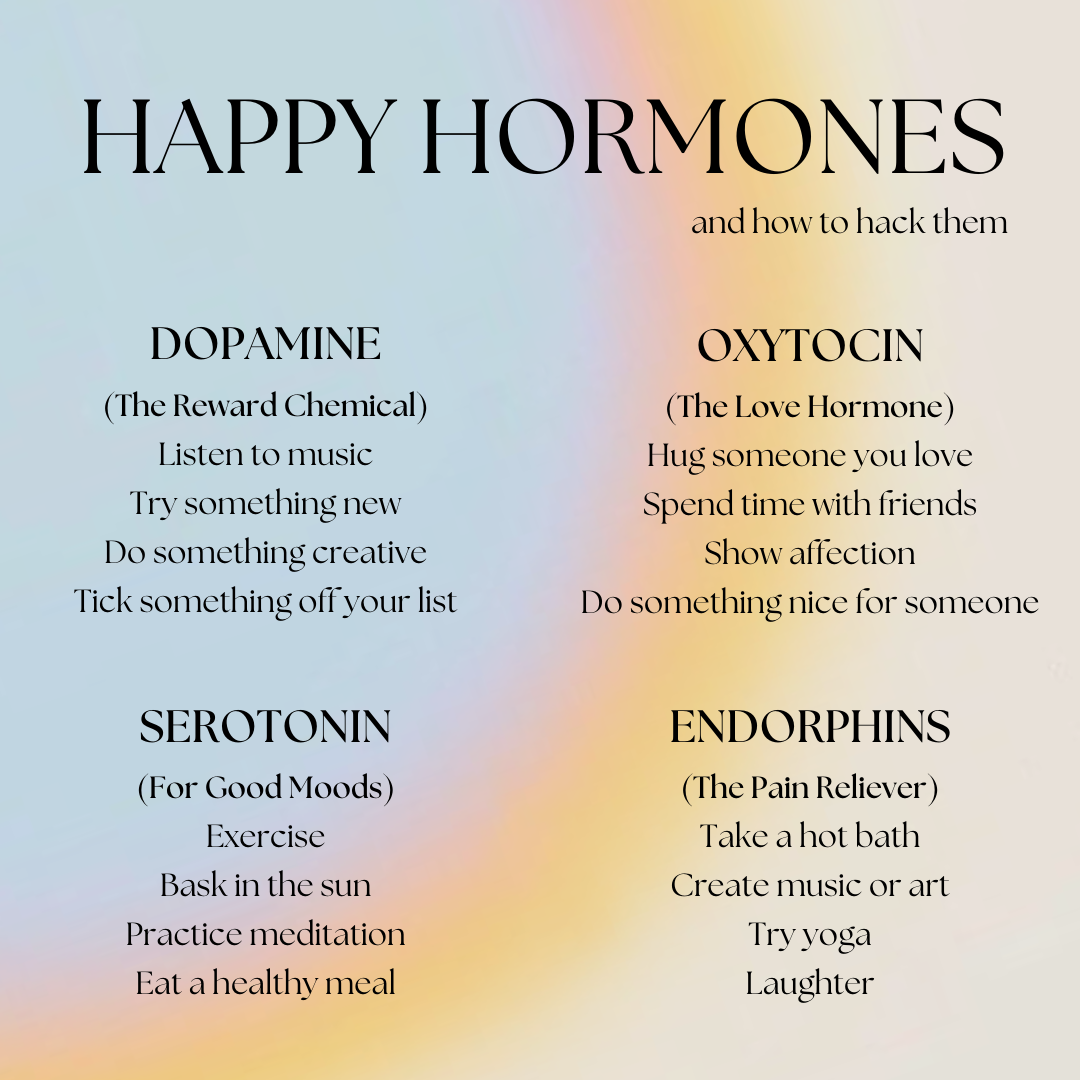 HAPPY HORMONES
and how to hack them
DOPAMINE
(The Reward Chemical)
Listen to music
Try something new
Do something creative
Tick something off your list
OXYTOCIN
(The Love Hormone)
Hug someone you love
Spend time with friends
Show affection
Do something nice for someone
SEROTONIN
(For Good Moods)
Exercise
Bask in the sun
Practice meditation
Eat a healthy meal
ENDORPHINS
(The Pain Reliever)
Take a hot bath
Create music or art
Try yoga
Laughter